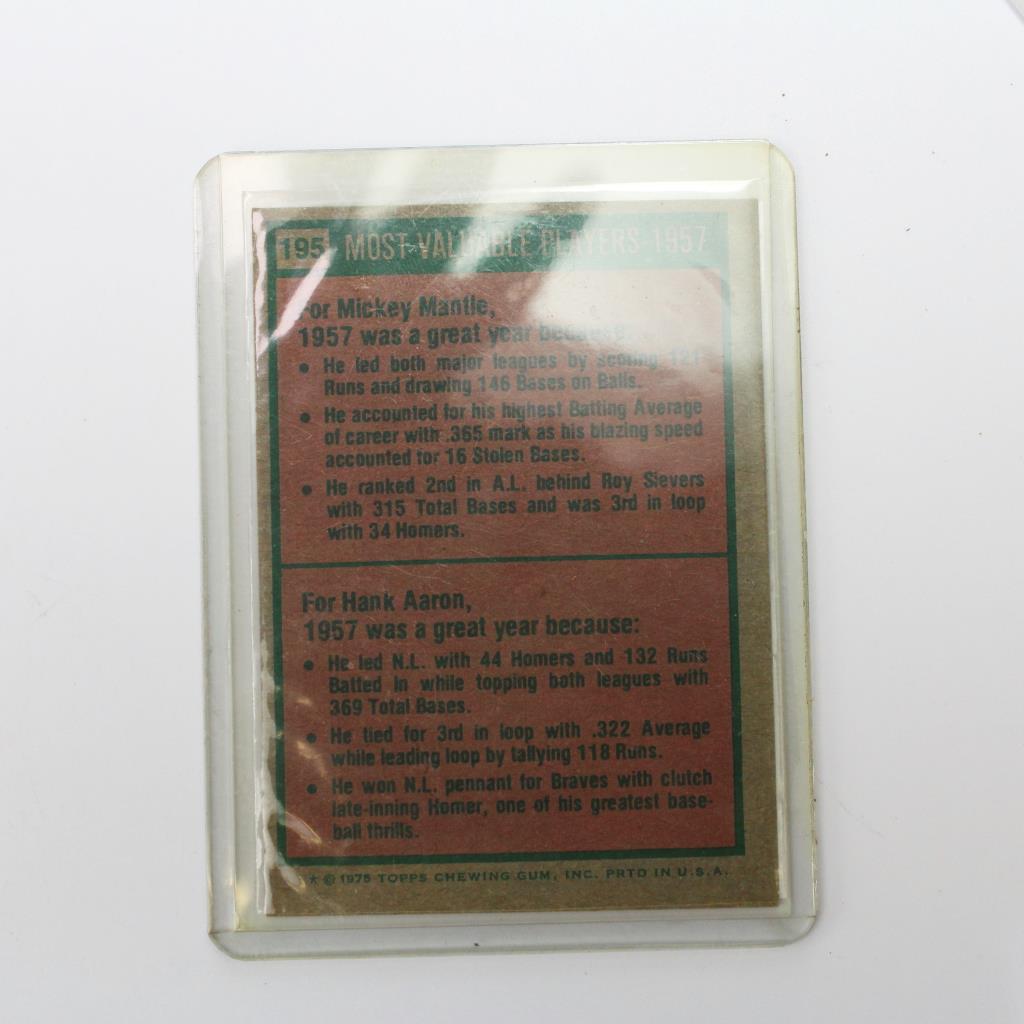 195 MOST VALUABLE PLAYERS 1957
For Mickey Mantle,
1957 was a great year because:
• He led both major leagues by scoring 121
Runs and drawing 146 Bases on Balls.
• He accounted for his highest Batting Average
of career with .365 mark as his blazing speed
accounted for 16 Stolen Bases.
• He ranked 2nd in A.L. behind Roy Sievers
with 315 Total Bases and was 3rd in loop
with 34 Homers.
For Hank Aaron,
1957 was a great year because:
• He led N.L. with 44 Homers and 132 Runs
Batted In while topping both leagues with
369 Total Bases.
• He tied for 3rd in loop with .322 Average
while leading loop by tallying 118 Runs.
• He won N.L. pennant for Braves with clutch
late-inning Homer, one of his greatest base-
ball thrills.
★ © 1975 TOPPS CHEWING GUM, INC. PRTD IN U.S.A.